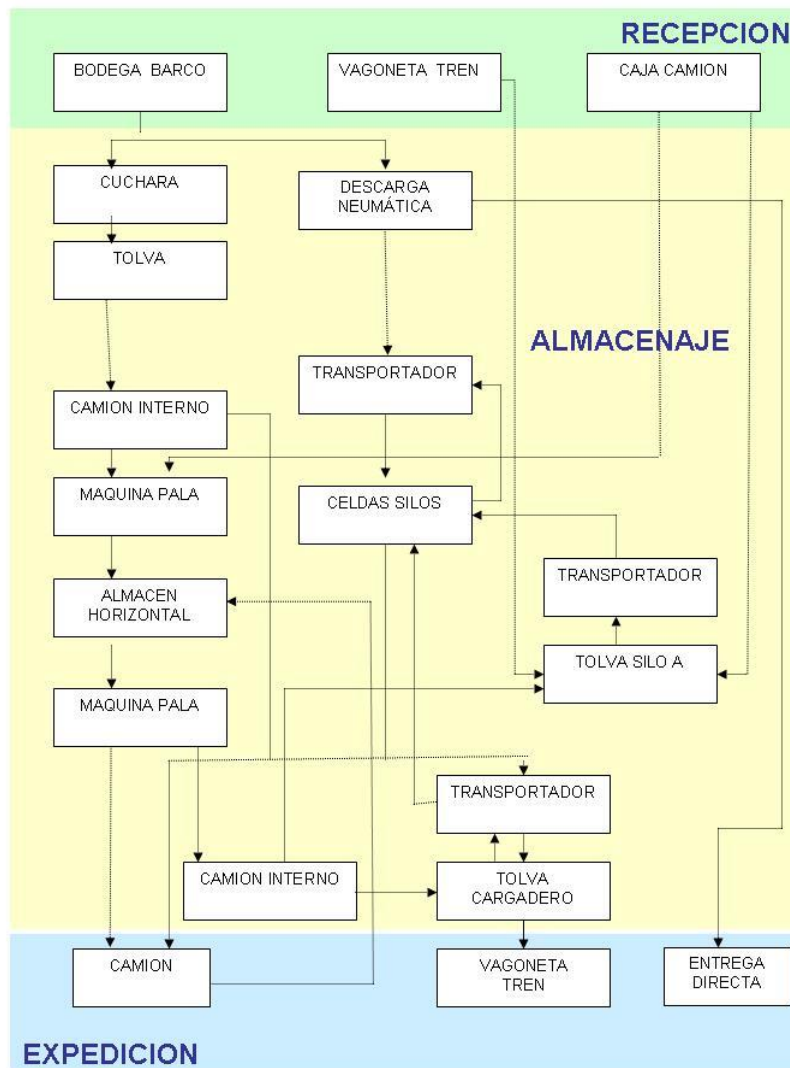 RECEPCION
BODEGA BARCO
VAGONETA TREN
CAJA CAMION
CUCHARA
DESCARGA
NEUMÁTICA
TOLVA
ALMACENAJE
TRANSPORTADOR
CAMION INTERNO
MAQUINA PALA
CELDAS SILOS
TRANSPORTADOR
ALMACEN
HORIZONTAL
TOLVA SILO A
MAQUINA PALA
TRANSPORTADOR
CAMION INTERNO
TOLVA
CARGADERO
CAMION
VAGONETA
TREN
ENTREGA
DIRECTA
EXPEDICION